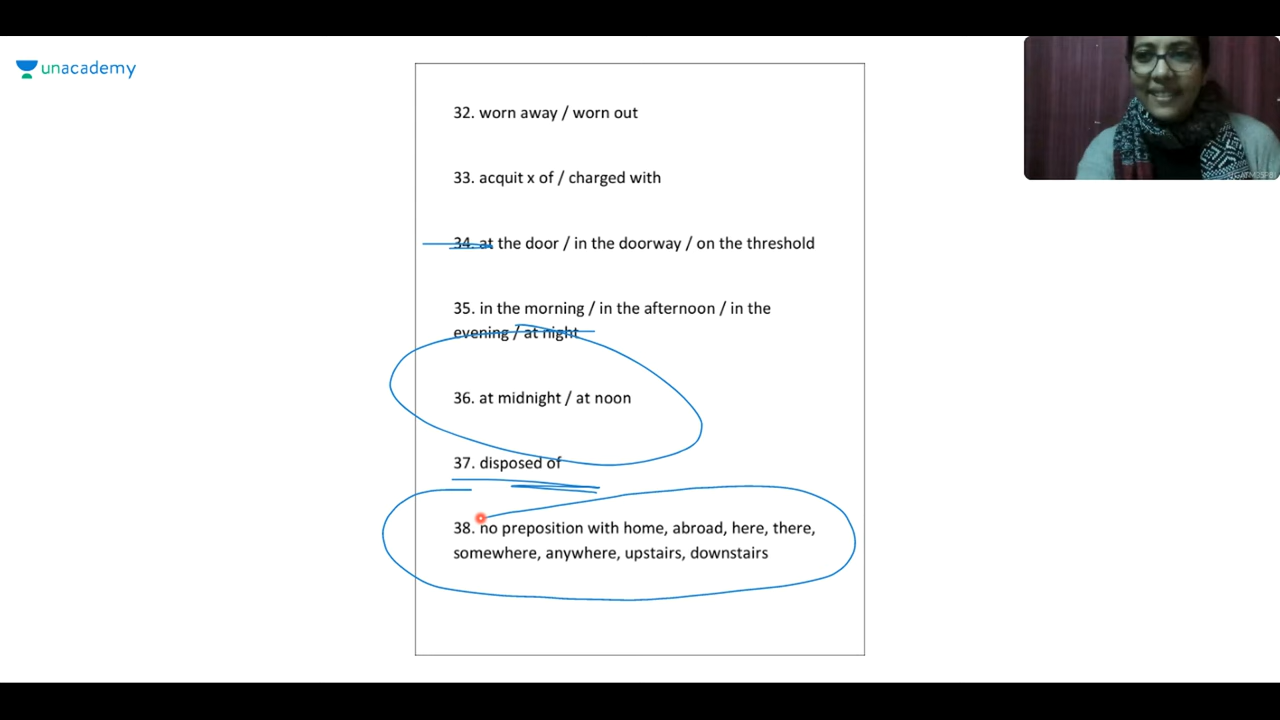 unacademy
32. worn away / worn out
33. acquit x of / charged with
34. at the door / in the doorway / on the threshold
35. in the morning / in the afternoon / in the
evening / at night
36. at midnight / at noon
37. disposed of
38. no preposition with home, abroad, here, there,
somewhere, anywhere, upstairs, downstairs